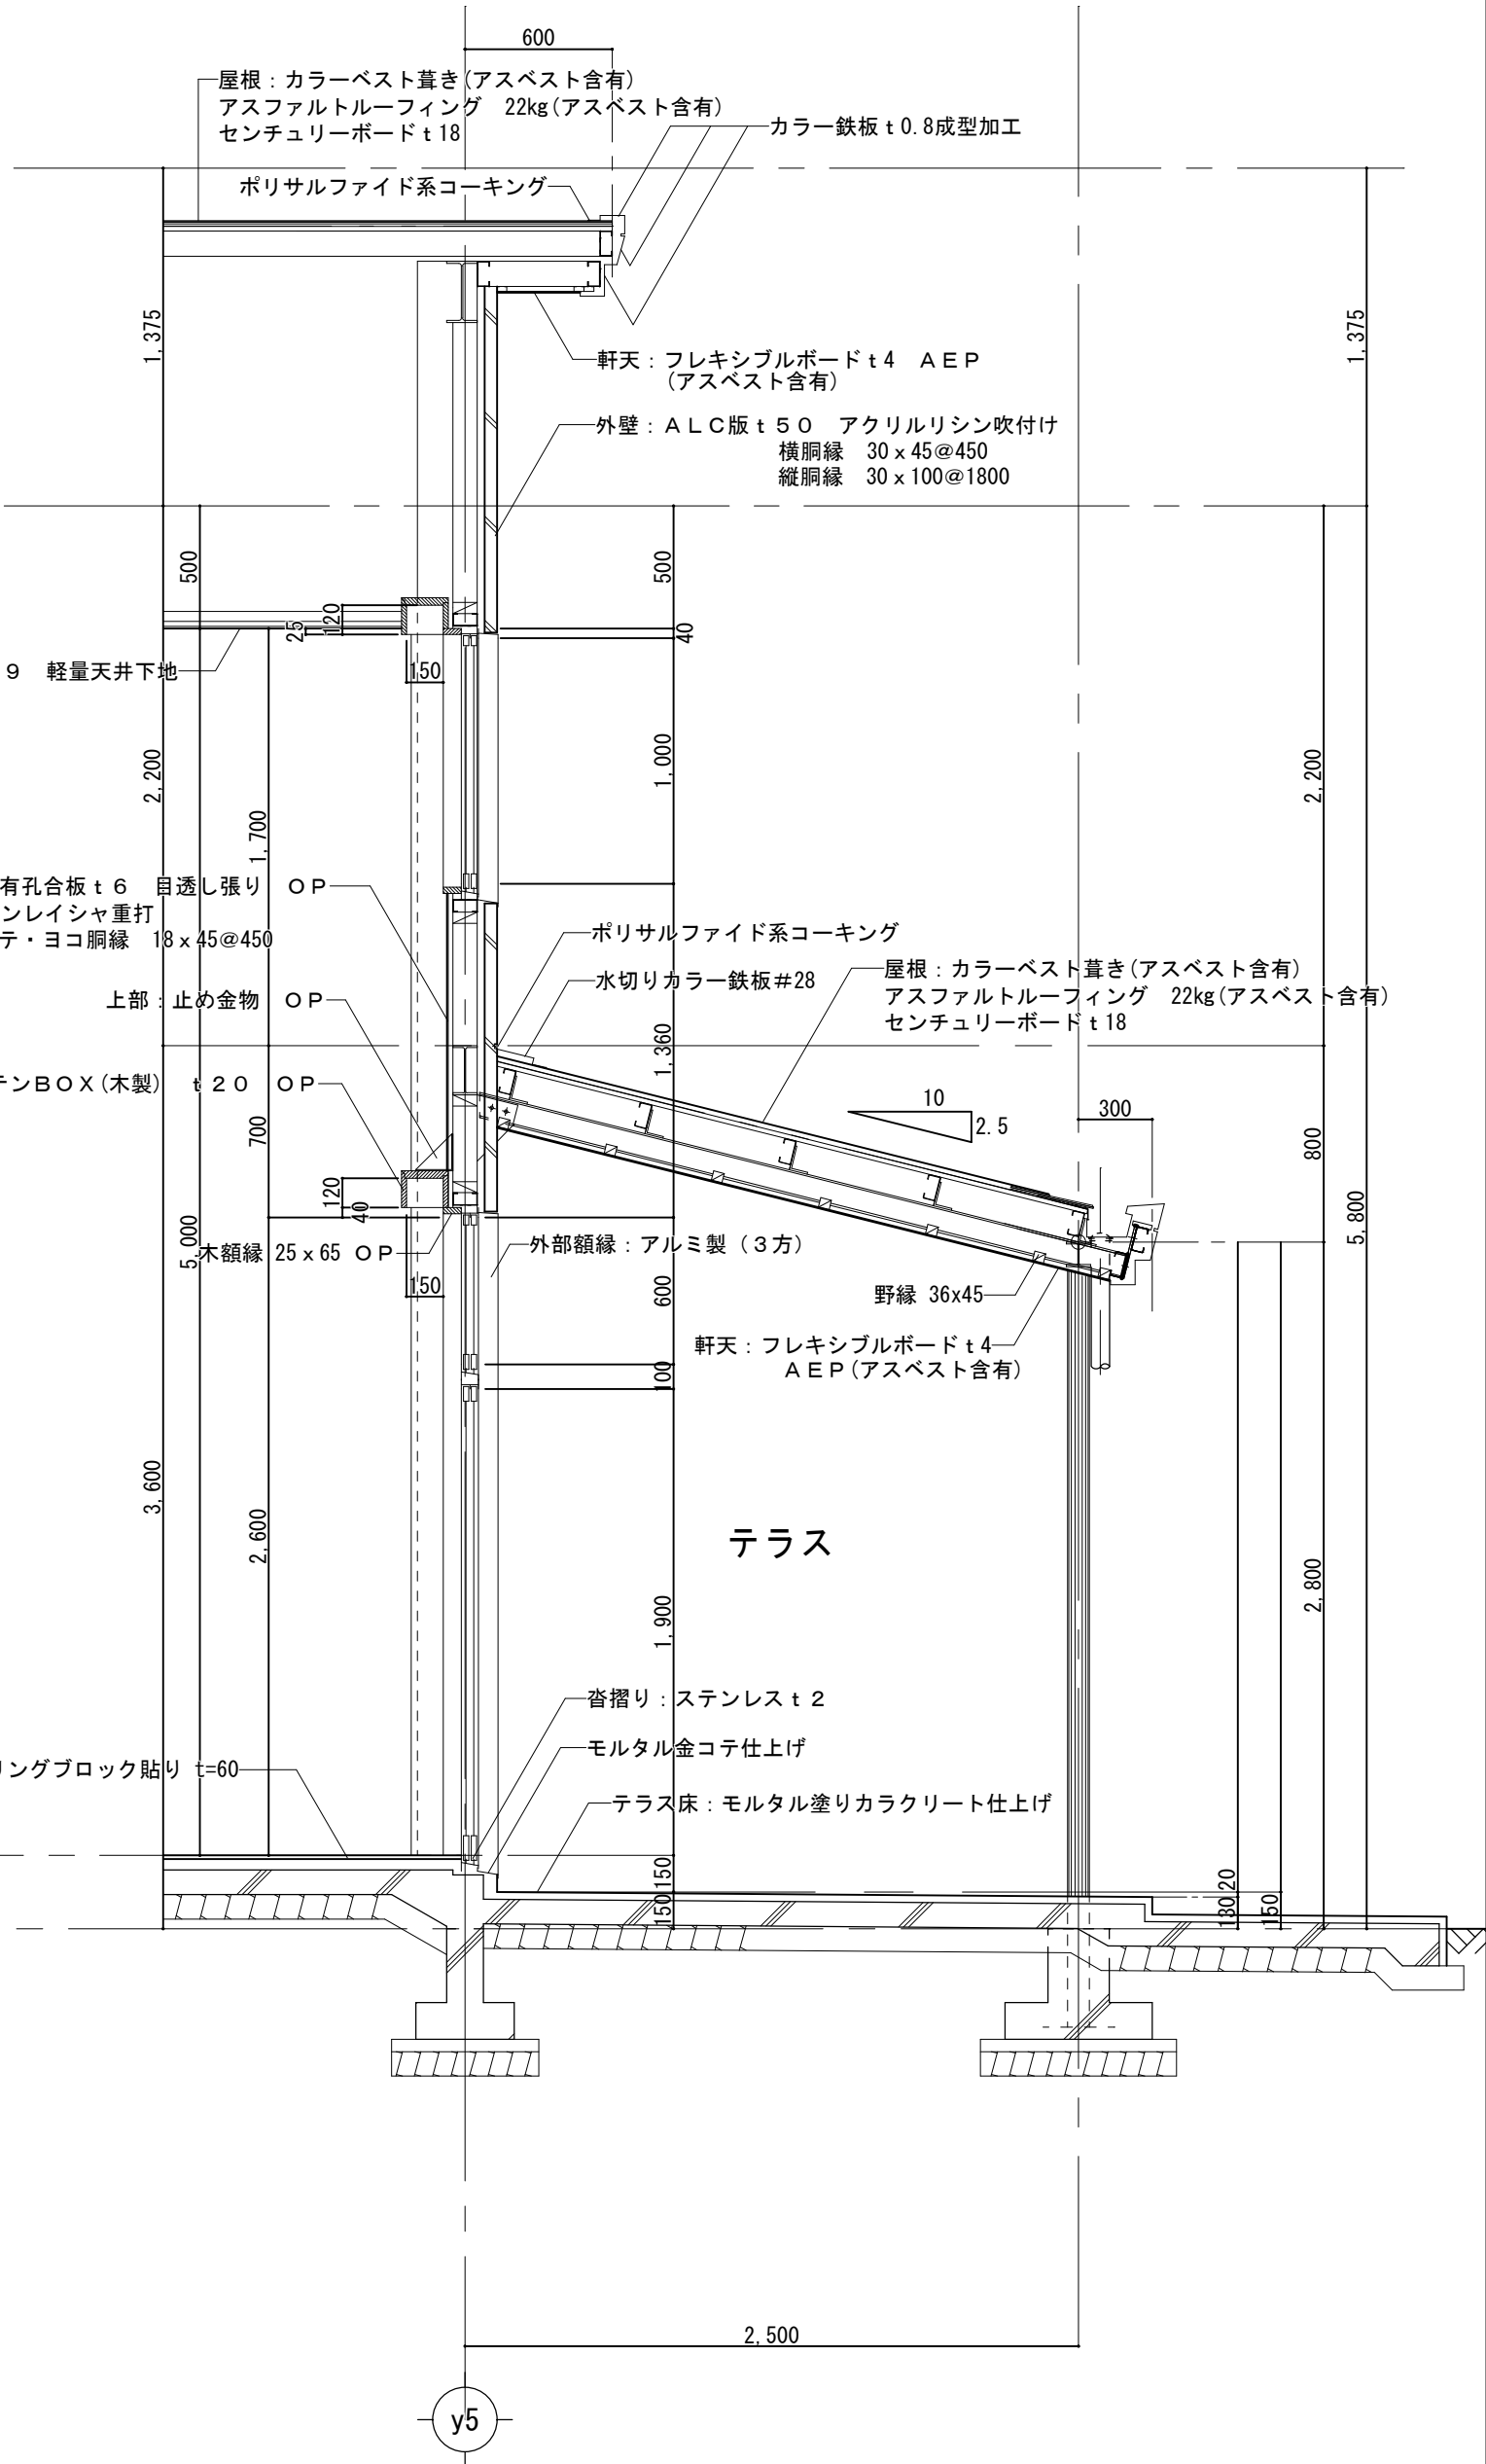 600
屋根：カラーベスト葺き(アスベスト含有)
アスファルトルーフィング　22kg(アスベスト含有)
センチュリーボードｔ18
カラー鉄板ｔ0.8成型加工
ポリサルファイド系コーキング
1,375
1,375
軒天：フレキシブルボードｔ4　ＡＥＰ
(アスベスト含有)
外壁：ＡＬＣ版ｔ５０　アクリルリシン吹付け
横胴縁　30ｘ45@450
縦胴縁　30ｘ100@1800
500
500
120
25
40
150
９　軽量天井下地
2,200
1,000
2,200
1,700
有孔合板ｔ６　目透し張り　ＯＰ
ンレイシャ重打
テ・ヨコ胴縁　18ｘ45@450
ポリサルファイド系コーキング
水切りカラー鉄板＃28
屋根：カラーベスト葺き(アスベスト含有)
アスファルトルーフィング　22kg(アスベスト含有)
センチュリーボードｔ18
上部：止め金物　ＯＰ
1,360
テンＢＯＸ(木製)　ｔ２０　ＯＰ
10
2.5
300
700
800
120
40
5,000
5,800
木額縁 25ｘ65 ＯＰ
外部額縁：アルミ製（３方）
150
600
野縁 36x45
軒天：フレキシブルボードｔ4
ＡＥＰ(アスベスト含有)
100
3,600
2,600
テラス
1,900
2,800
沓摺り：ステンレスｔ２
モルタル金コテ仕上げ
リングブロック貼り t=60
テラス床：モルタル塗りカラクリート仕上げ
150
150
20
130
150
2,500
y5